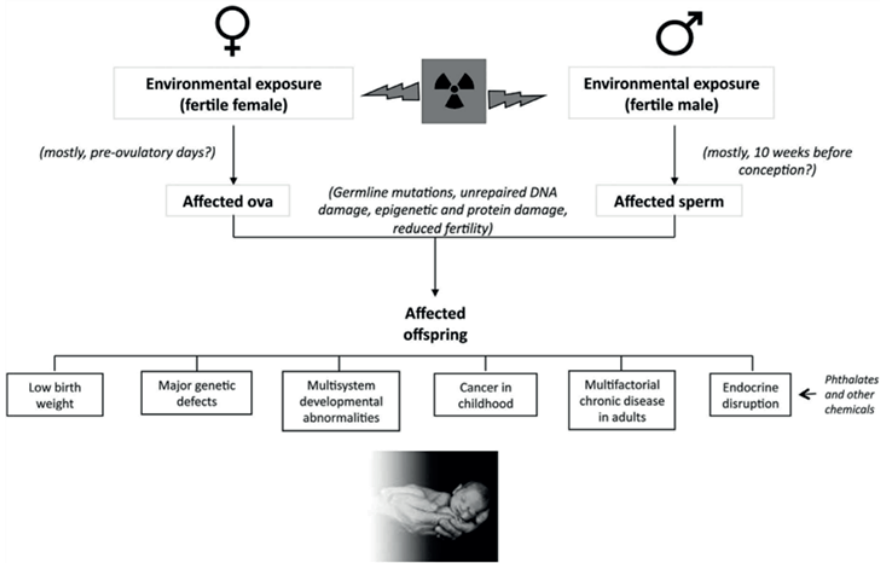 Environmental exposure
(fertile female)
Environmental exposure
(fertile male)
(mostly, pre-ovulatory days?)
(mostly, 10 weeks before
conception?)
Affected ova
(Germline mutations, unrepaired DNA
damage, epigenetic and protein damage,
reduced fertility)
Affected sperm
Affected
offspring
Low birth
weight
Major genetic
defects
Multisystem
developmental
abnormalities
Cancer in
childhood
Multifactorial
chronic disease
in adults
Endocrine
disruption
Phthalates
and other
chemicals